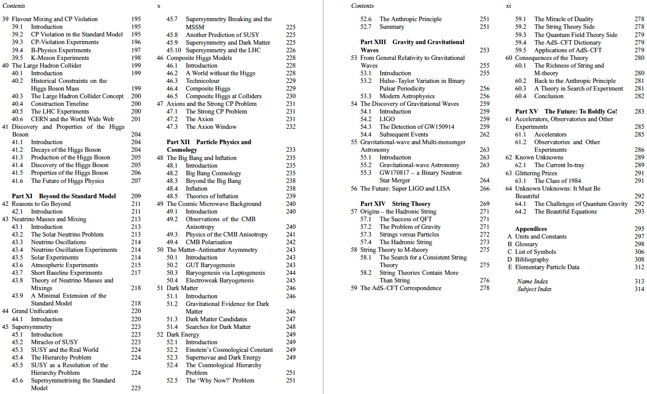 Contents
x
39 Flavour Mixing and CP Violation 195
39.1 Introduction 195
39.2 CP Violation in the Standard Model 195
39.3 CP-Violation Experiments 196
39.4 B-Physics Experiments 197
39.5 K-Meson Experiments 198
40 The Large Hadron Collider 199
40.1 Introduction 199
40.2 Historical Constraints on the
Higgs Boson Mass 199
40.3 The Large Hadron Collider Concept 200
40.4 Construction Timeline 200
40.5 The LHC Experiments 200
40.6 CERN and the World Wide Web 201
41 Discovery and Properties of the Higgs
Boson 204
41.1 Introduction 204
41.2 Decays of the Higgs Boson 204
41.3 Production of the Higgs Boson 205
41.4 Discovery of the Higgs Boson 205
41.5 Properties of the Higgs Boson 206
41.6 The Future of Higgs Physics 207
Part XI Beyond the Standard Model 209
42 Reasons to Go Beyond 211
42.1 Introduction 211
43 Neutrino Masses and Mixing 213
43.1 Introduction 213
43.2 The Solar Neutrino Problem 213
43.3 Neutrino Oscillations 214
43.4 Neutrino Oscillation Experiments 214
43.5 Solar Experiments 214
43.6 Atmospheric Experiments 215
43.7 Short Baseline Experiments 217
43.8 Theory of Neutrino Masses and
Mixings 218
43.9 A Minimal Extension of the
Standard Model 218
44 Grand Unification 220
44.1 Introduction 220
45 Supersymmetry 223
45.1 Introduction 223
45.2 Miracles of SUSY 223
45.3 SUSY and the Real World 224
45.4 The Hierarchy Problem 224
45.5 SUSY as a Resolution of the
Hierarchy Problem 224
45.6 Supersymmetrising the Standard
Model 225
45.7 Supersymmetry Breaking and the
MSSM 225
45.8 Another Prediction of SUSY 225
45.9 Supersymmetry and Dark Matter 225
45.10 Supersymmetry and the LHC 226
46 Composite Higgs Models 228
46.1 Introduction 228
46.2 A World without the Higgs 228
46.3 Technicolour 229
46.4 Composite Higgs 229
46.5 Composite Higgs at Colliders 230
47 Axions and the Strong CP Problem 231
47.1 The Strong CP Problem 231
47.2 The Axion 231
47.3 The Axion Window 232
Part XII Particle Physics and
Cosmology 233
48 The Big Bang and Inflation 235
48.1 Introduction 235
48.2 Big Bang Cosmology 235
48.3 Beyond the Big Bang 238
48.4 Inflation 238
48.5 Theories of Inflation 239
49 The Cosmic Microwave Background 240
49.1 Introduction 240
49.2 Observations of the CMB
Anisotropy 240
49.3 Physics of the CMB Anisotropy 241
49.4 CMB Polarisation 242
50 The Matter–Antimatter Asymmetry 243
50.1 Introduction 243
50.2 GUT Baryogenesis 243
50.3 Baryogenesis via Leptogenesis 244
50.4 Electroweak Baryogenesis 245
51 Dark Matter 246
51.1 Introduction 246
51.2 Gravitational Evidence for Dark
Matter 246
51.3 Dark Matter Candidates 247
51.4 Searches for Dark Matter 248
52 Dark Energy 249
52.1 Introduction 249
52.2 Einstein's Cosmological Constant 249
52.3 Supernovae and Dark Energy 249
52.4 The Cosmological Hierarchy
Problem 251
52.5 The 'Why Now?' Problem 251
Contents
xi
52.6 The Anthropic Principle 251
52.7 Summary 251
Part XIII Gravity and Gravitational
Waves 253
53 From General Relativity to Gravitational
Waves 255
53.1 Introduction 255
53.2 Hulse–Taylor Variation in Binary
Pulsar Periodicity 256
53.3 Modern Astrophysics 256
54 The Discovery of Gravitational Waves 259
54.1 Introduction 259
54.2 LIGO 259
54.3 The Detection of GW150914 259
54.4 Subsequent Events 262
55 Gravitational-wave and Multi-messenger
Astronomy 263
55.1 Introduction 263
55.2 Gravitational-wave Astronomy 263
55.3 GW170817 – a Binary Neutron
Star Merger 264
56 The Future: Super LIGO and LISA 266
Part XIV String Theory 269
57 Origins – the Hadronic String 271
57.1 The Success of QFT 271
57.2 The Problem of Gravity 271
57.3 Strings versus Particles 272
57.4 The Hadronic String 273
58 String Theory to M-theory 275
58.1 The Search for a Consistent String
Theory 275
58.2 String Theories Contain More
Than String 276
59 The AdS–CFT Correspondence 278
59.1 The Miracle of Duality 278
59.2 The String Theory Side 278
59.3 The Quantum Field Theory Side 279
59.4 The AdS–CFT Dictionary 279
59.5 Applications of AdS–CFT 279
60 Consequences of the Theory 280
60.1 The Richness of String and
M-theory 280
60.2 Back to the Anthropic Principle 281
60.3 A Theory in Search of Experiment 281
60.4 Conclusion 282
Part XV The Future: To Boldly Go! 283
61 Accelerators, Observatories and Other
Experiments 285
61.1 Accelerators 285
61.2 Observatories and Other
Experiments 286
62 Known Unknowns 289
62.1 The Current In-tray 289
63 Glittering Prizes 291
63.1 The Class of 1984 291
64 Unknown Unknowns: It Must Be
Beautiful 292
64.1 The Challenges of Quantum Gravity 292
64.2 The Beautiful Equations 293
Appendices 295
A Units and Constants 297
B Glossary 298
C List of Symbols 306
D Bibliography 308
E Elementary Particle Data 312
Name Index 313
Subject Index 314